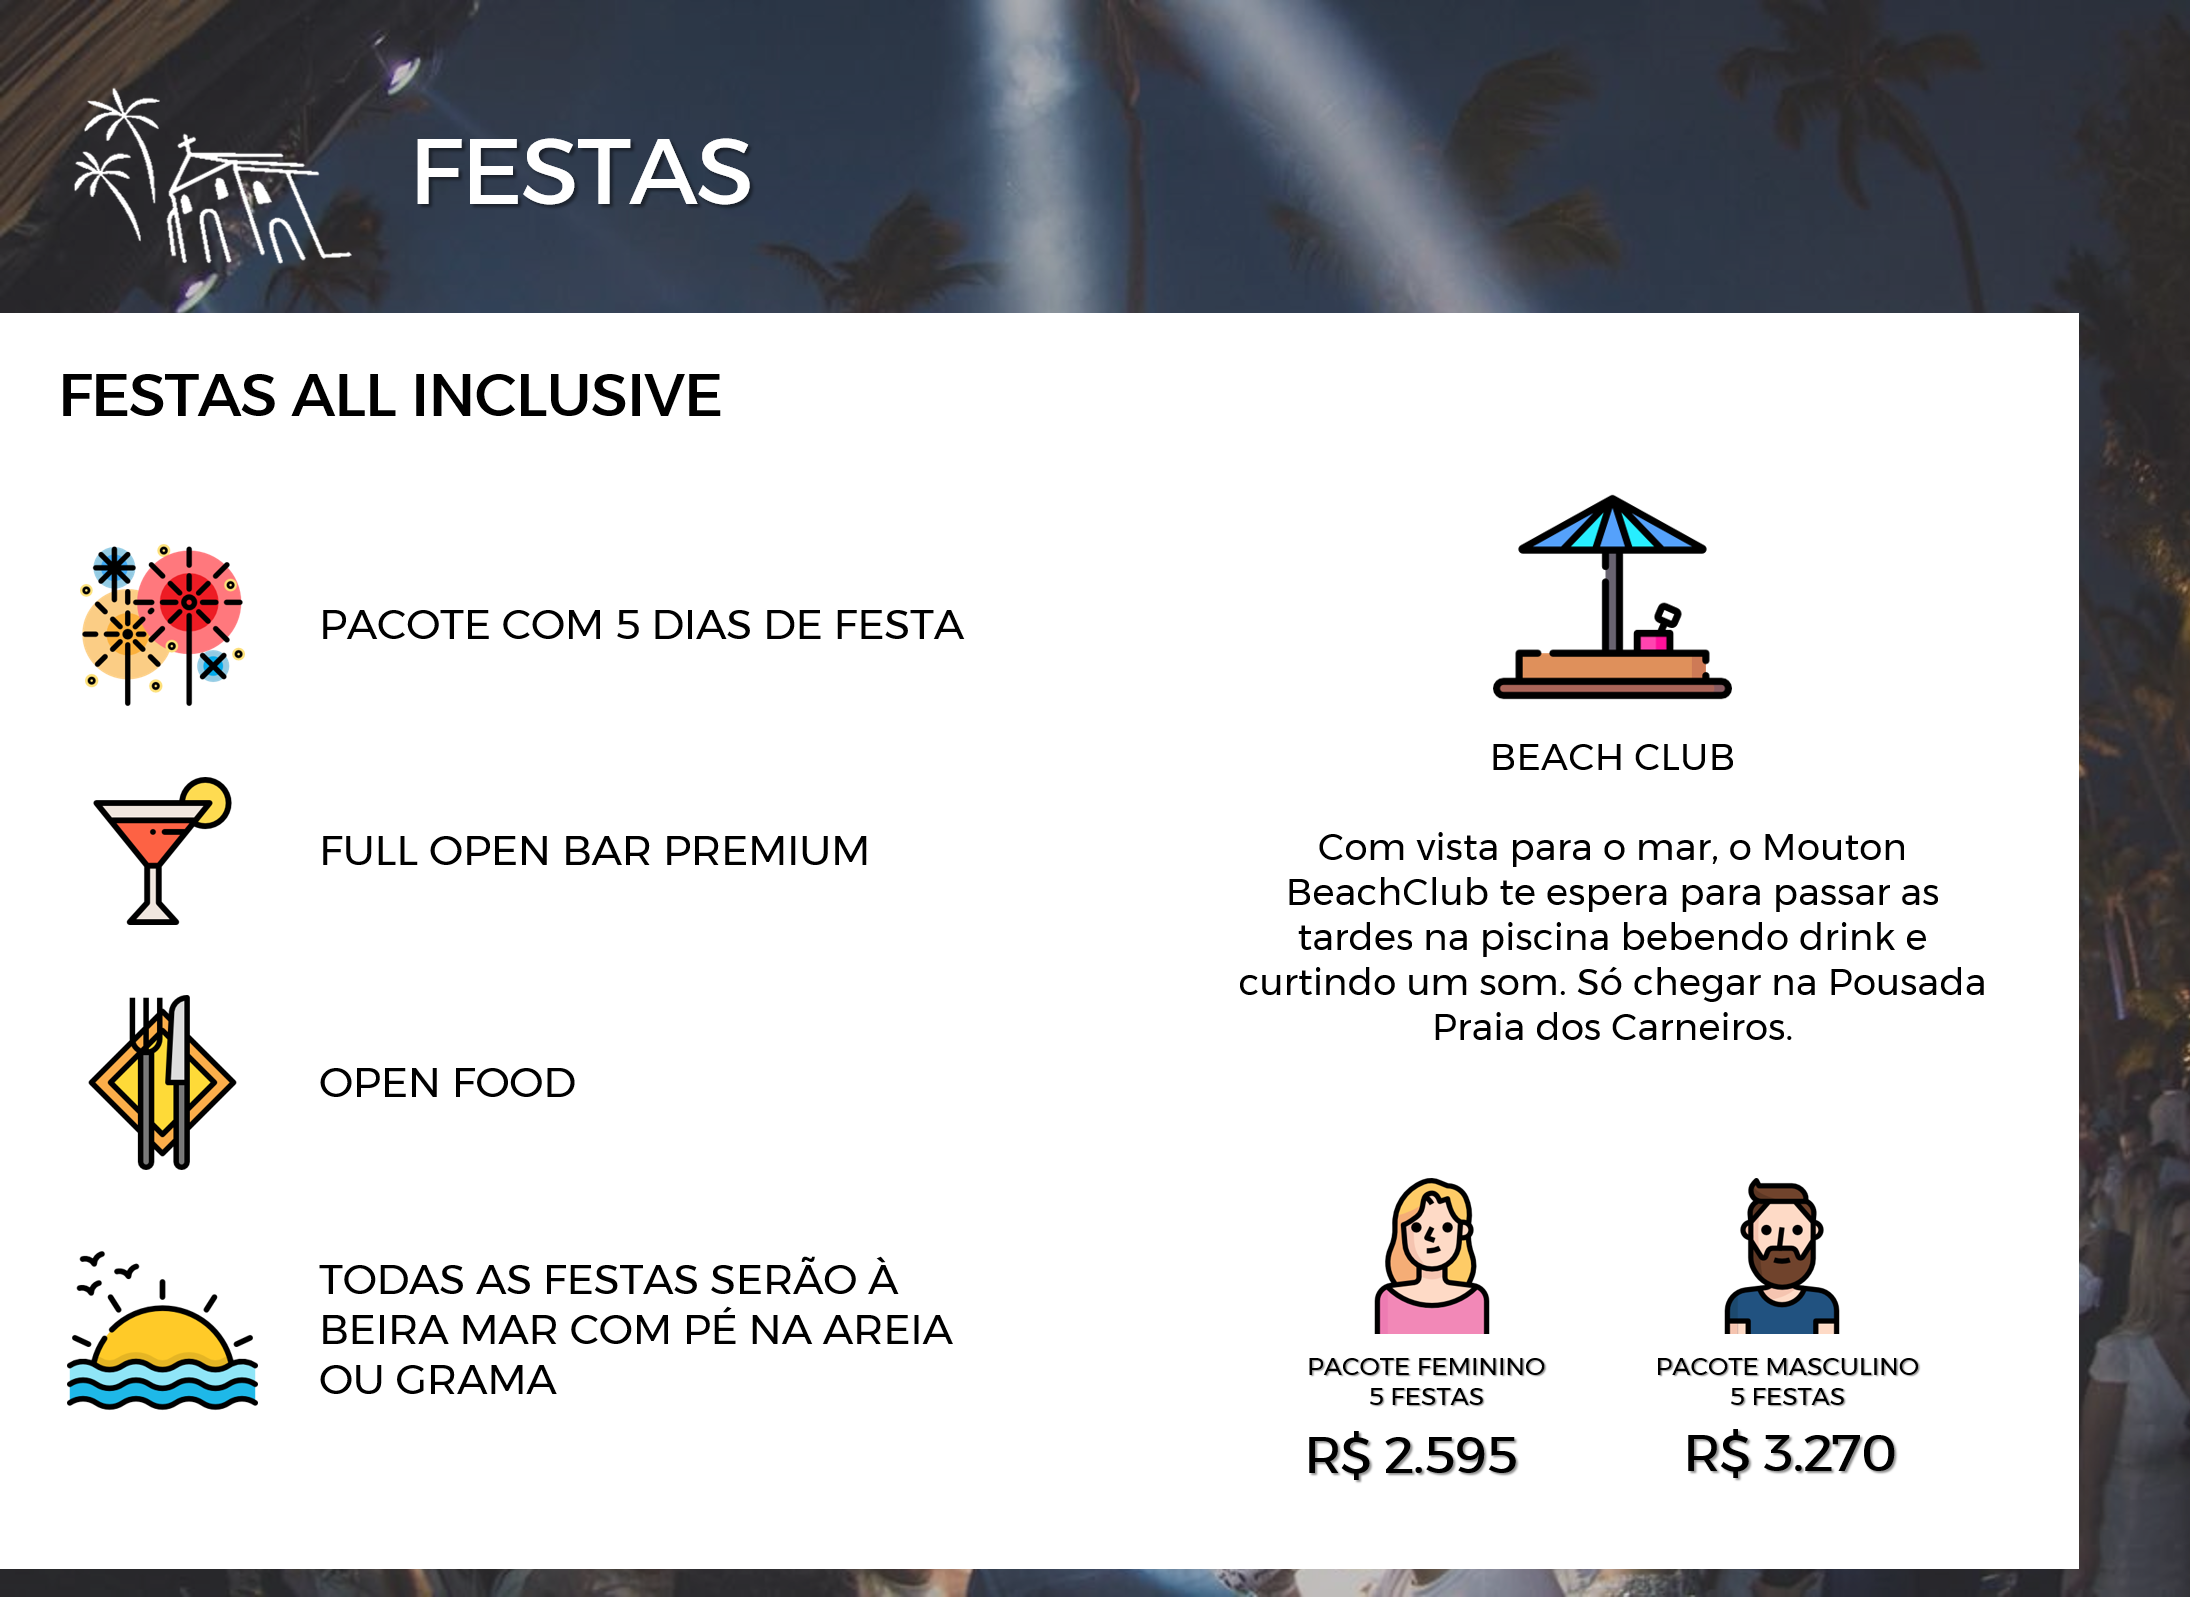 FESTAS
FESTAS ALL INCLUSIVE
PACOTE COM 5 DIAS DE FESTA
FULL OPEN BAR PREMIUM
OPEN FOOD
TODAS AS FESTAS SERÃO À
BEIRA MAR COM PÉ NA AREIA
OU GRAMA
BEACH CLUB
Com vista para o mar, o Mouton
BeachClub te espera para passar as
tardes na piscina bebendo drink e
curtindo um som. Só chegar na Pousada
Praia dos Carneiros.
PACOTE FEMININO
5 FESTAS
R$ 2.595
PACOTE MASCULINO
5 FESTAS
R$ 3.270